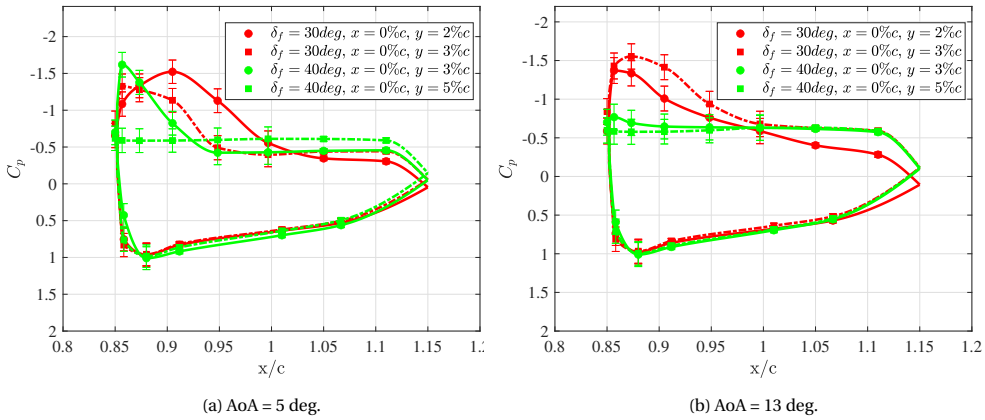 -2
-1.5
-1
-0.5
0
0.5
1
1.5
2
C_p
0.8
0.85
0.9
0.95
1
1.05
1.1
1.15
1.2
x/c
δ_f = 30deg, x = 0%c, y = 2%c
δ_f = 30deg, x = 0%c, y = 3%c
δ_f = 40deg, x = 0%c, y = 3%c
δ_f = 40deg, x = 0%c, y = 5%c
(a) AoA = 5 deg.
-2
-1.5
-1
-0.5
0
0.5
1
1.5
2
C_p
0.8
0.85
0.9
0.95
1
1.05
1.1
1.15
1.2
x/c
δ_f = 30deg, x = 0%c, y = 2%c
δ_f = 30deg, x = 0%c, y = 3%c
δ_f = 40deg, x = 0%c, y = 3%c
δ_f = 40deg, x = 0%c, y = 5%c
(b) AoA = 13 deg.